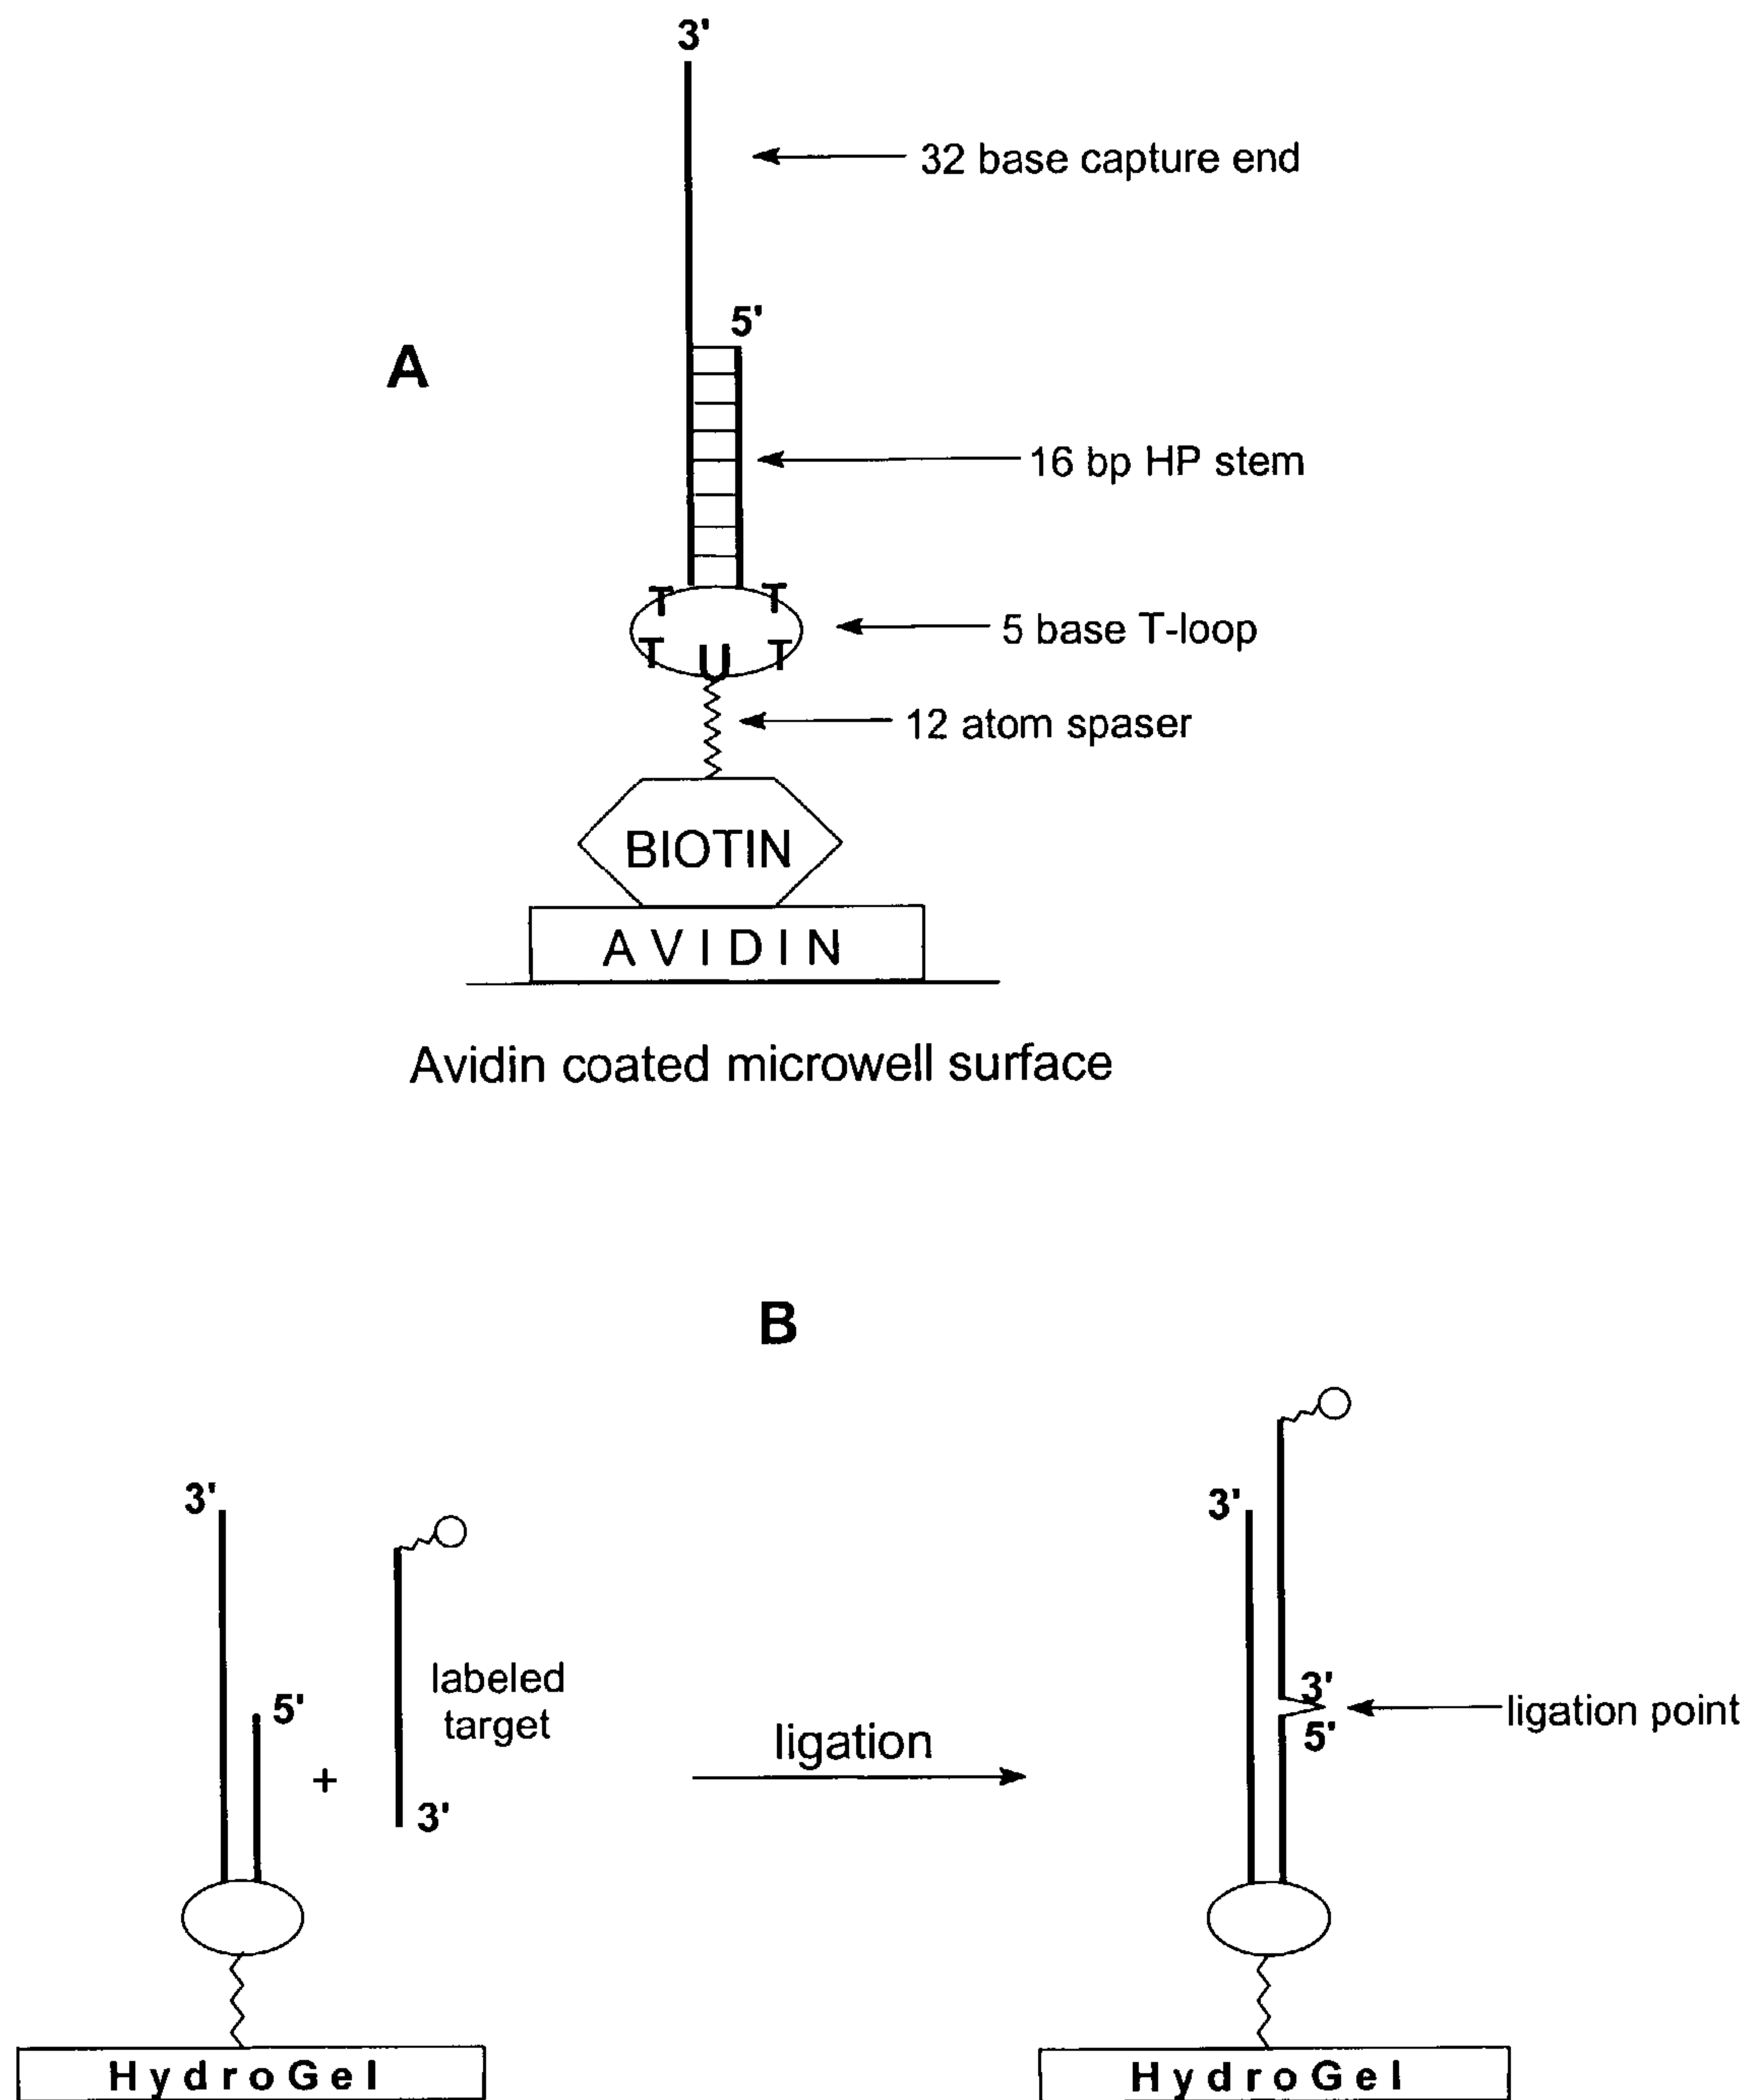 3'
32 base capture end
5'
A
16 bp HP stem
T T
5 base T-loop
T U T
12 atom spaser
BIOTIN
AVIDIN
Avidin coated microwell surface
B
3'
3'
labeled
target
5'
3'
5'
ligation point
ligation
+
3'
HydroGel
HydroGel